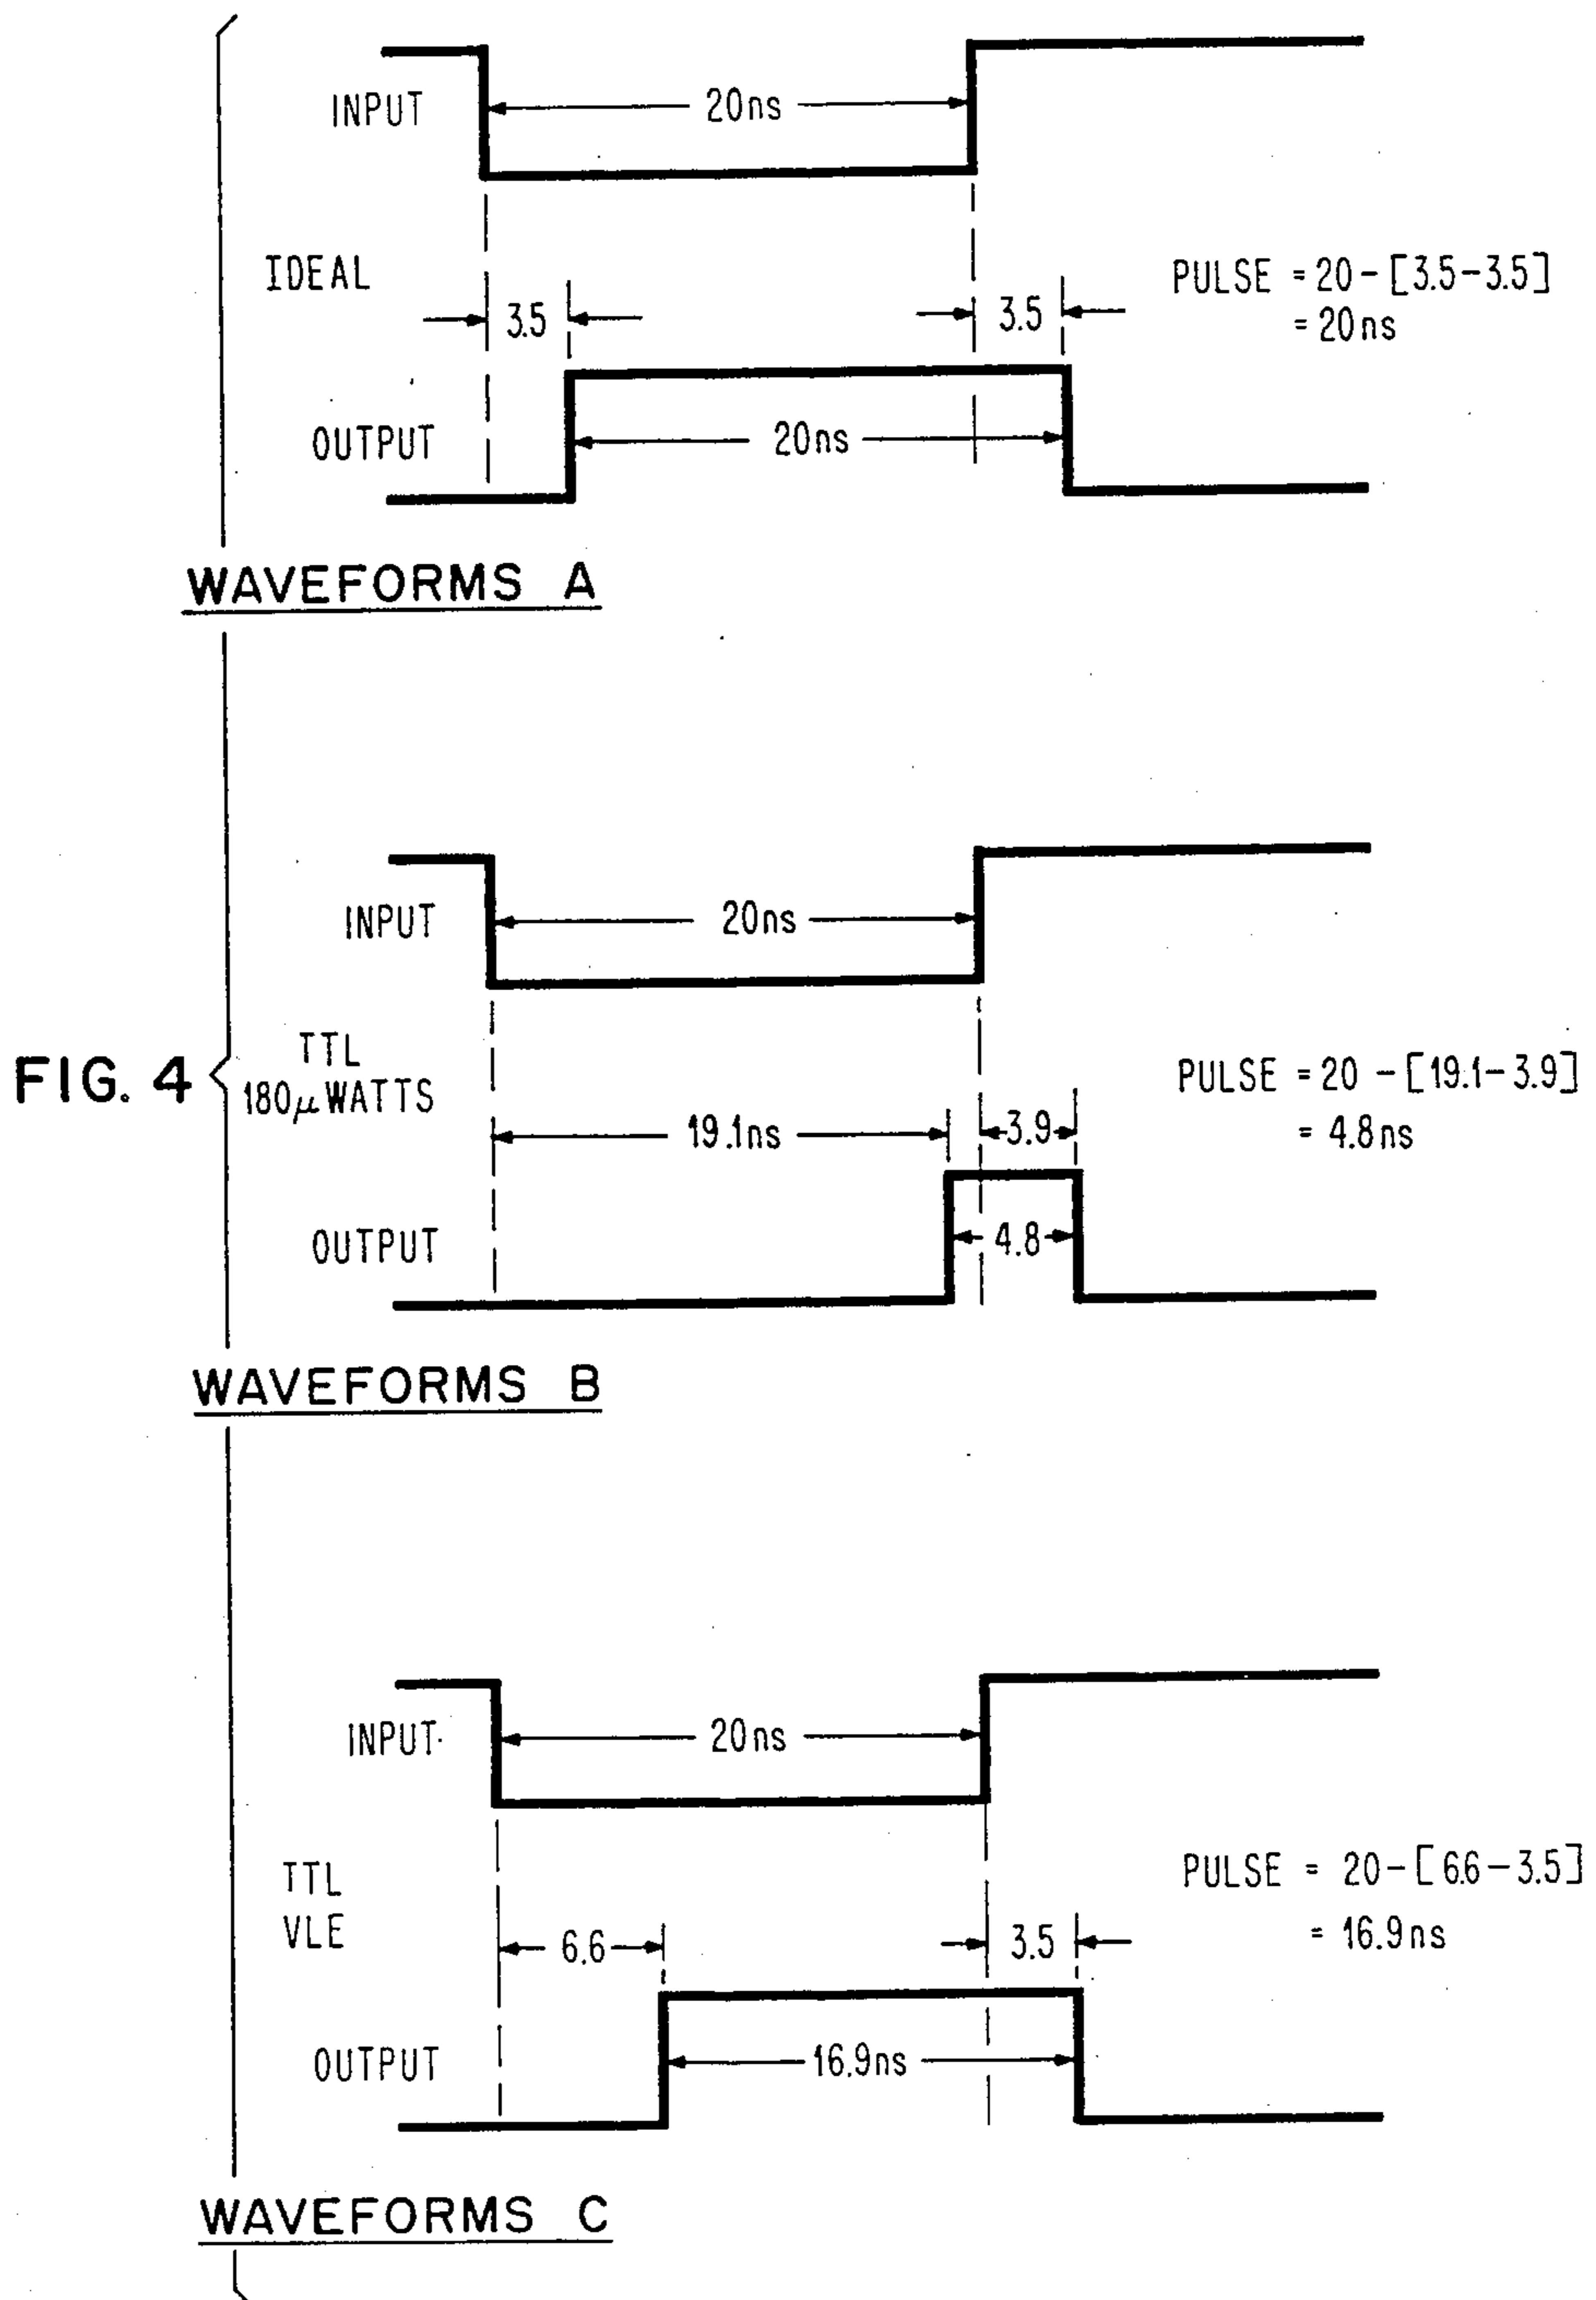 INPUT
20ns
IDEAL
3.5
3.5
PULSE = 20-[3.5-3.5]
= 20ns
OUTPUT
20ns
WAVEFORMS A
INPUT
20ns
FIG. 4
TTL
180μWATTS
PULSE = 20 -[19.1-3.9]
= 4.8ns
19.1ns
3.9
OUTPUT
4.8
WAVEFORMS B
INPUT
20ns
TTL
VLE
PULSE = 20-[6.6-3.5]
= 16.9ns
6.6
3.5
OUTPUT
16.9ns
WAVEFORMS C